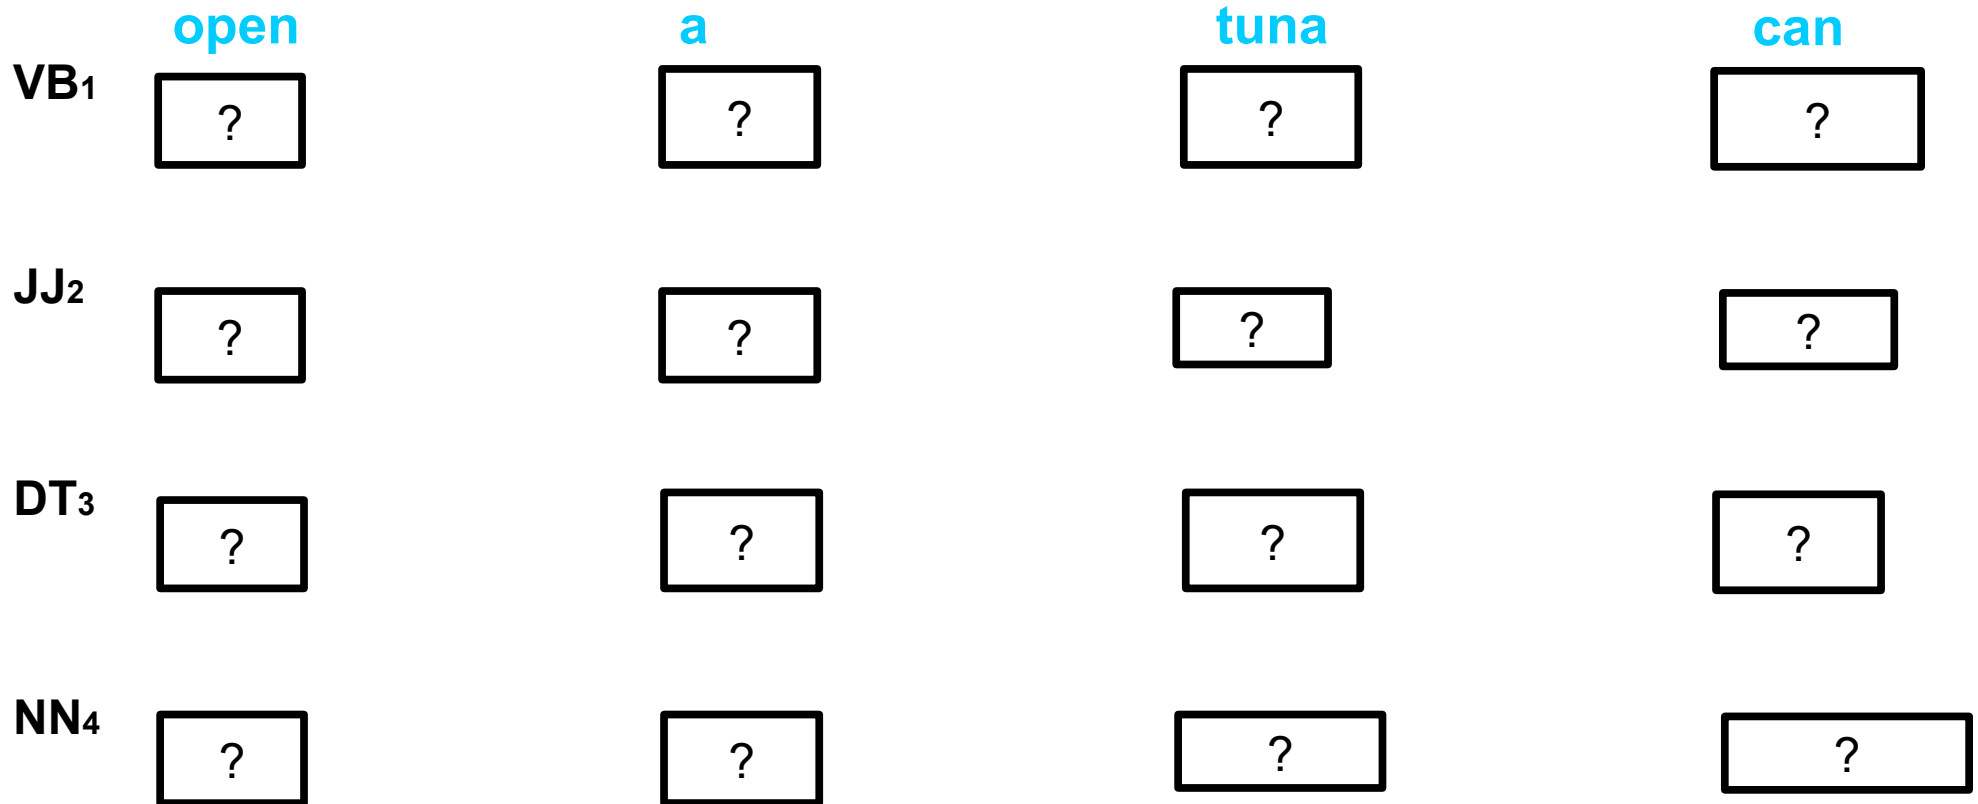 open a tuna can
VB1 ? ? ? ?
JJ2 ? ? ? ?
DT3 ? ? ? ?
NN4 ? ? ? ?